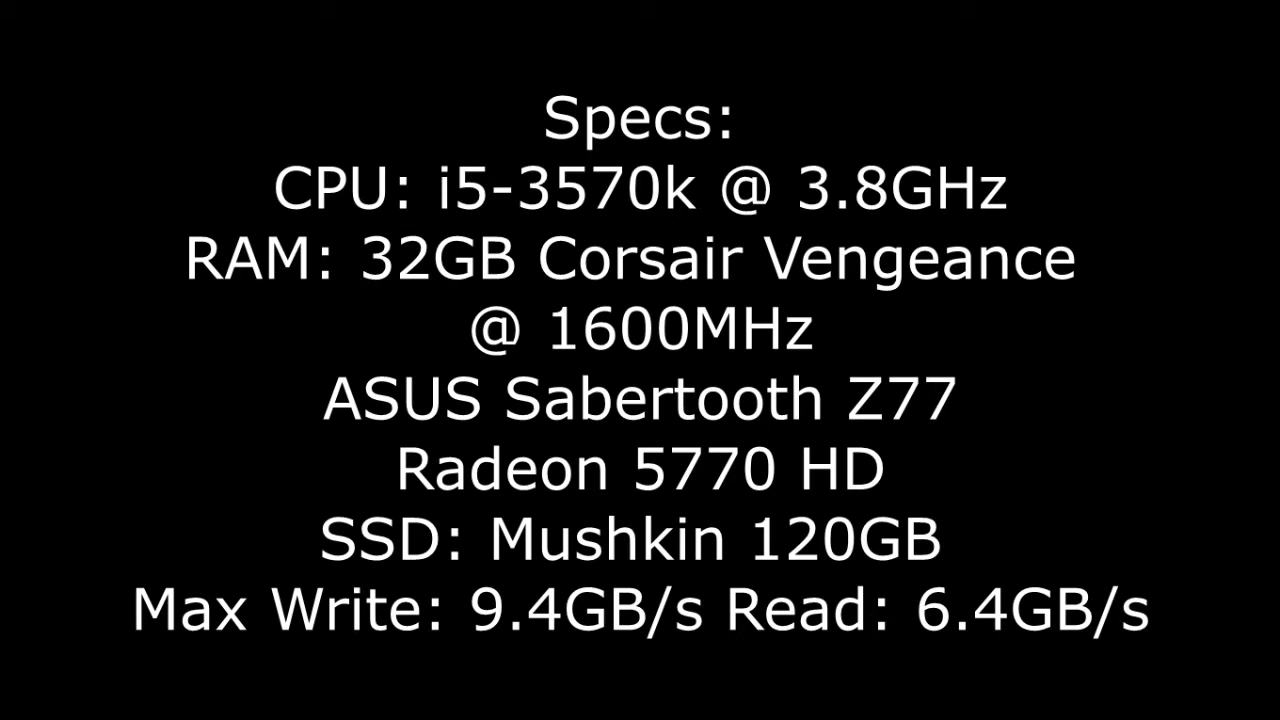 Specs:
CPU: i5-3570k @ 3.8GHz
RAM: 32GB Corsair Vengeance
@ 1600MHz
ASUS Sabertooth Z77
Radeon 5770 HD
SSD: Mushkin 120GB
Max Write: 9.4GB/s Read: 6.4GB/s